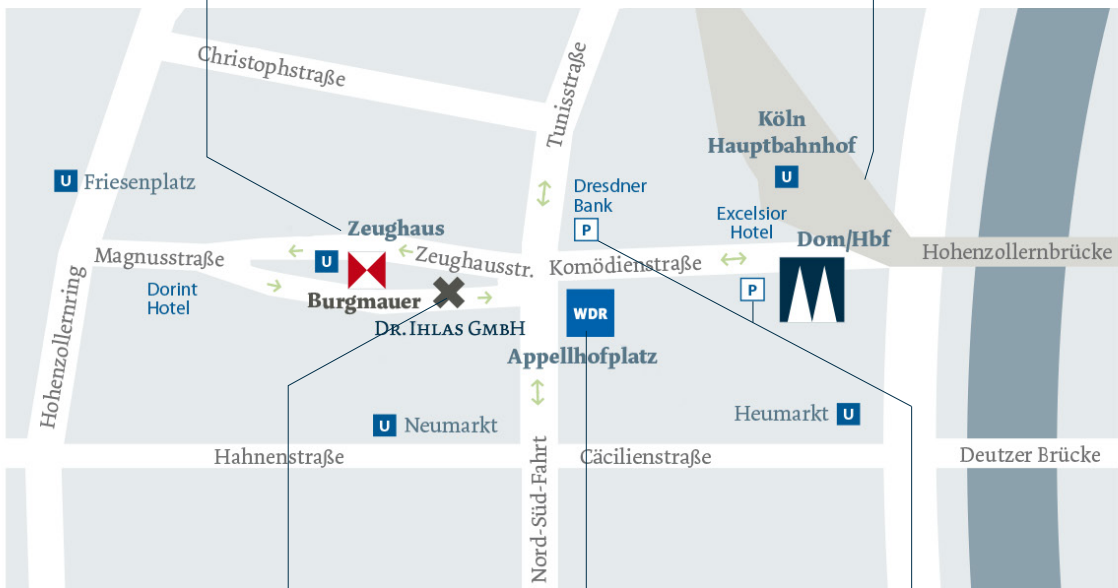 Christophstraße
Tunisstraße
Köln
Hauptbahnhof
U
U Friesenplatz
Dresdner
Bank
P
Excelsior
Hotel
Zeughaus
Dom/Hbf
Magnusstraße
U
Zeughausstr.
Komödienstraße
Hohenzollernbrücke
Hohenzollernring
Dorint
Hotel
Burgmauer
P
WDR
DR. IHLAS GMBH
Appellhofplatz
U Neumarkt
Heumarkt U
Nord-Süd-Fahrt
Hahnenstraße
Cäcilienstraße
Deutzer Brücke